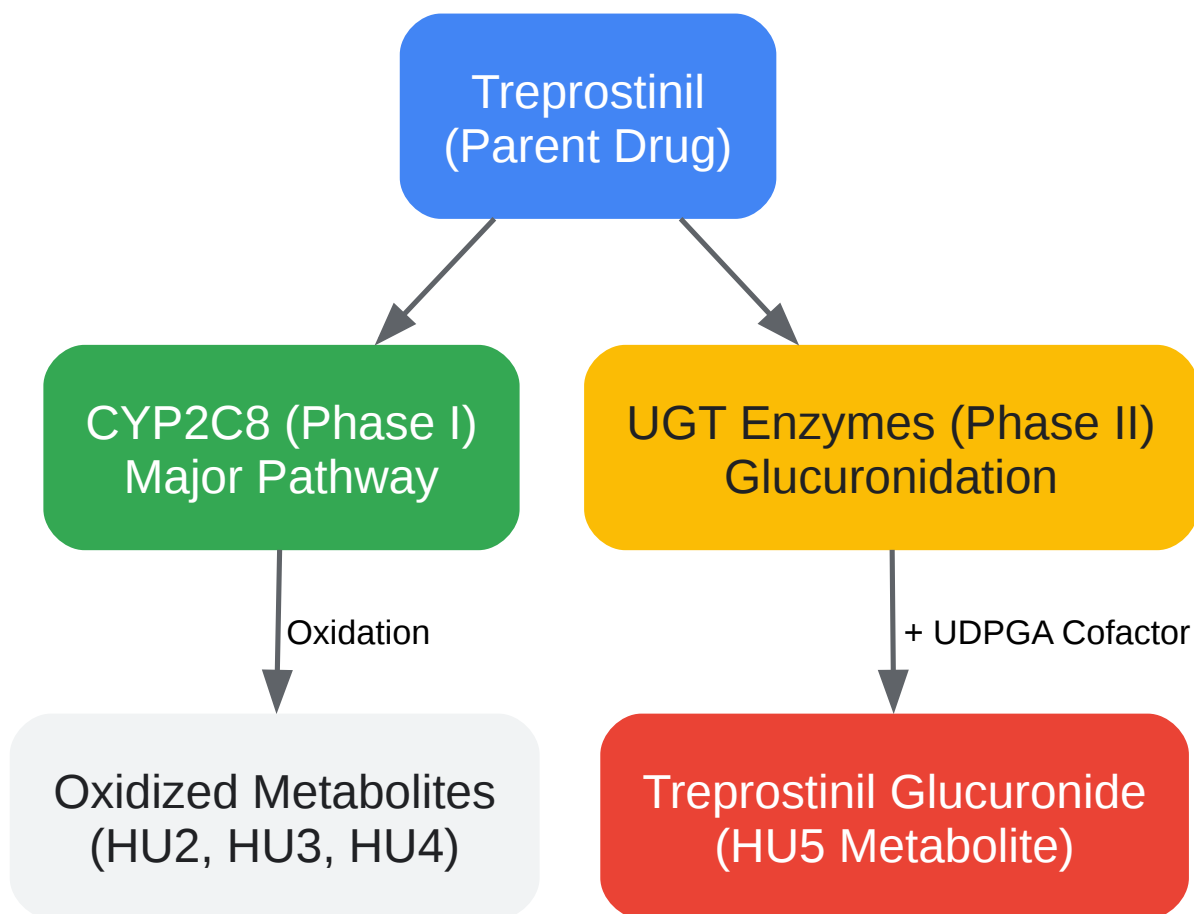 Treprostinil
(Parent Drug)
CYP2C8 (Phase I)
Major Pathway
UGT Enzymes (Phase II)
Glucuronidation
Oxidation
+ UDPGA Cofactor
Oxidized Metabolites
(HU2, HU3, HU4)
Treprostinil Glucuronide
(HU5 Metabolite)